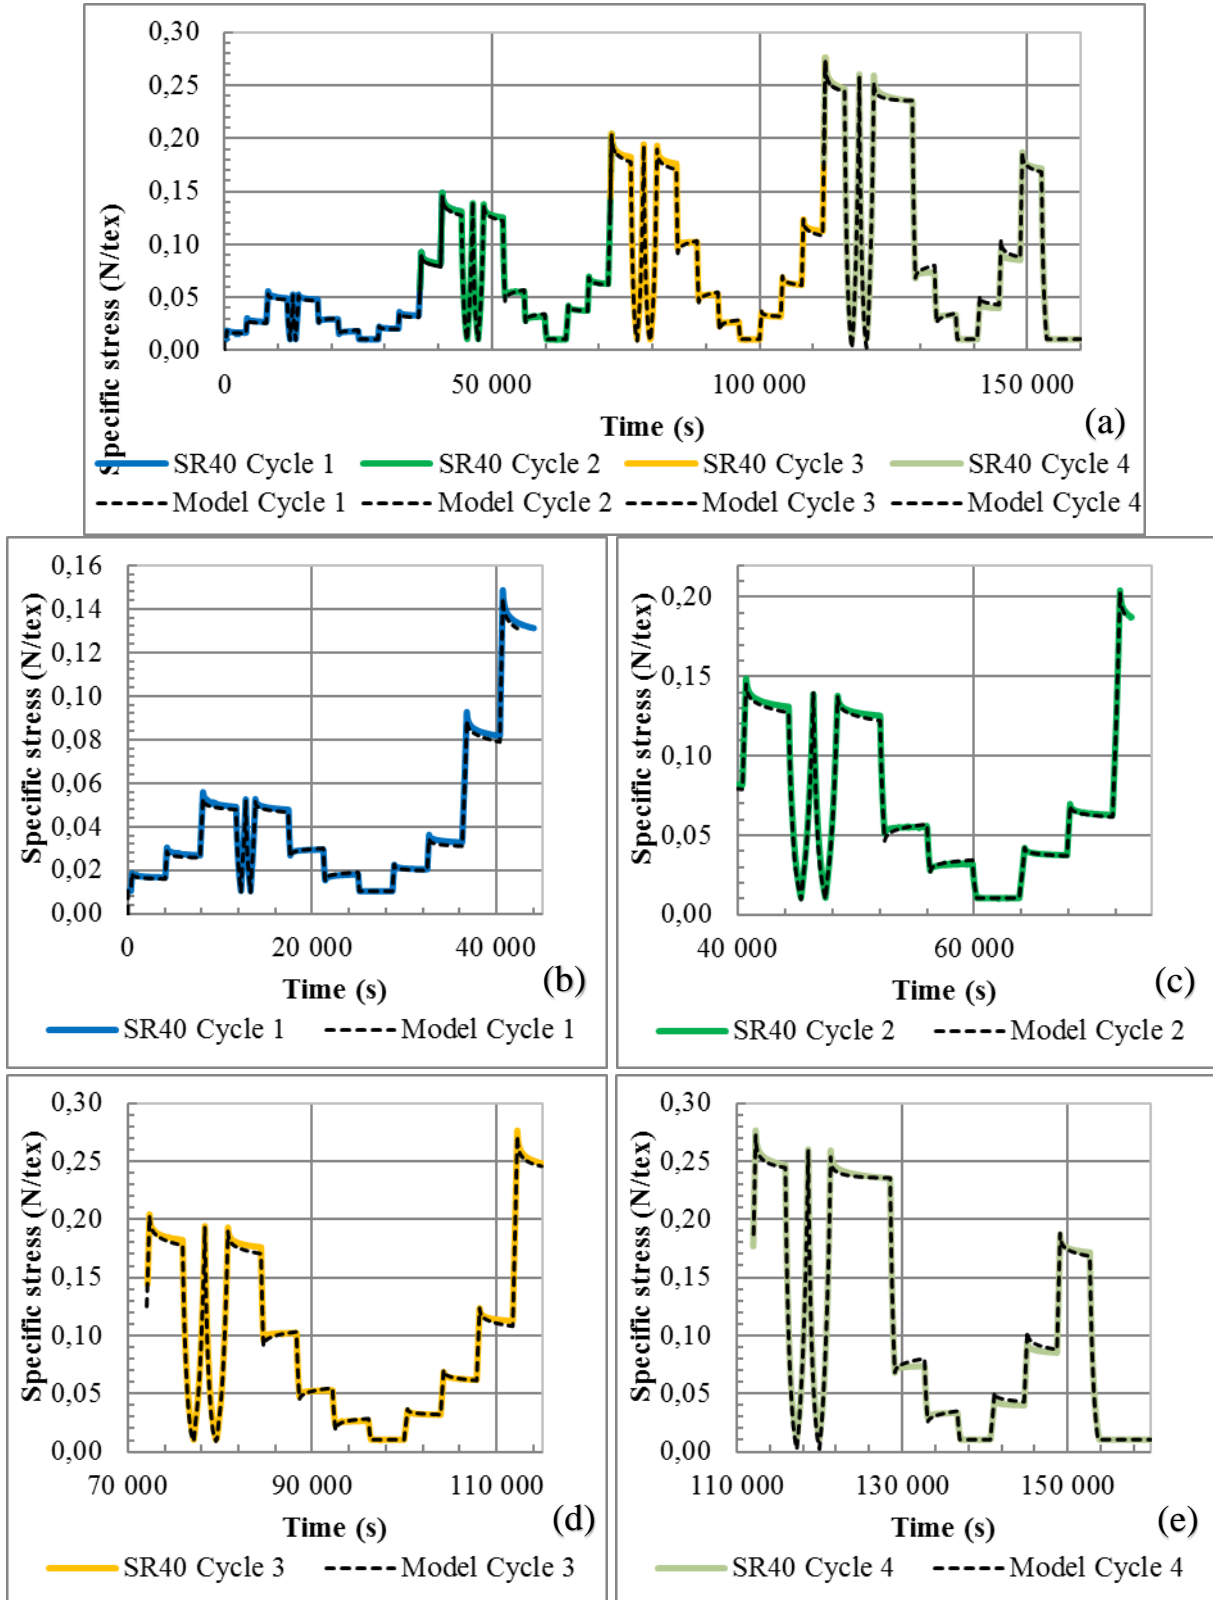 0,30
0,25
0,20
0,15
0,10
0,05
0,00
Specific stress (N/tex)
0 50 000 100 000 150 000
Time (s)
(a)
SR40 Cycle 1 SR40 Cycle 2 SR40 Cycle 3 SR40 Cycle 4
Model Cycle 1 Model Cycle 2 Model Cycle 3 Model Cycle 4
0,16
0,14
0,12
0,10
0,08
0,06
0,04
0,02
0,00
Specific stress (N/tex)
0 20 000 40 000
Time (s)
(b)
SR40 Cycle 1 Model Cycle 1
0,20
0,15
0,10
0,05
0,00
Specific stress (N/tex)
40 000 60 000
Time (s)
(c)
SR40 Cycle 2 Model Cycle 2
0,30
0,25
0,20
0,15
0,10
0,05
0,00
Specific stress (N/tex)
70 000 90 000 110 000
Time (s)
(d)
SR40 Cycle 3 Model Cycle 3
0,30
0,25
0,20
0,15
0,10
0,05
0,00
Specific stress (N/tex)
110 000 130 000 150 000
Time (s)
(e)
SR40 Cycle 4 Model Cycle 4